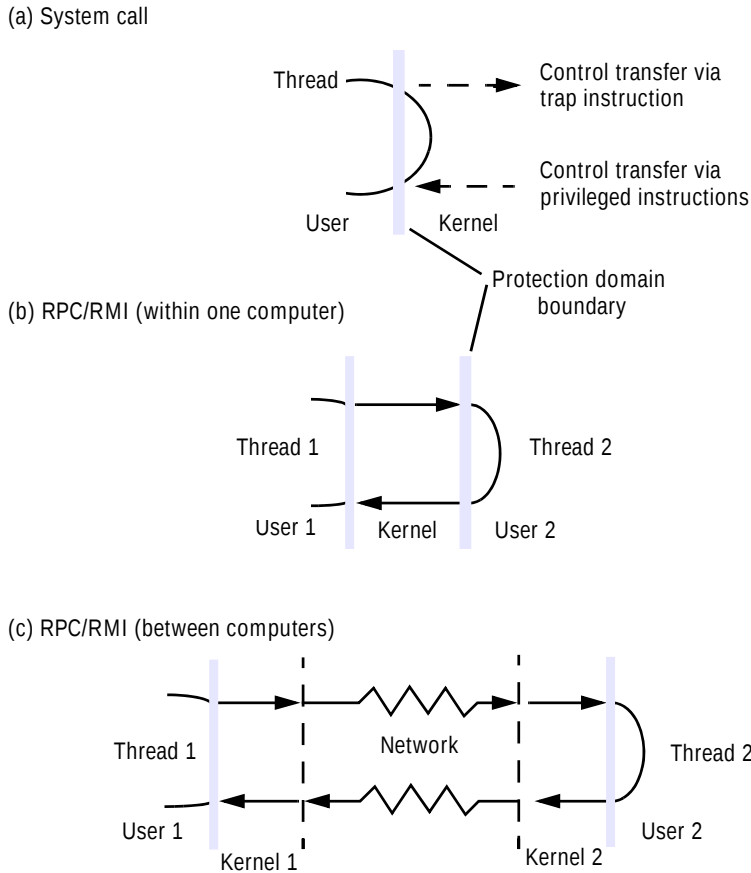 (a) System call
Thread
Control transfer via
trap instruction
Control transfer via
privileged instructions
User
Kernel
Protection domain
boundary
(b) RPC/RMI (within one computer)
Thread 1
Thread 2
User 1
Kernel
User 2
(c) RPC/RMI (between computers)
Thread 1
Network
Thread 2
User 1
Kernel 1
Kernel 2
User 2